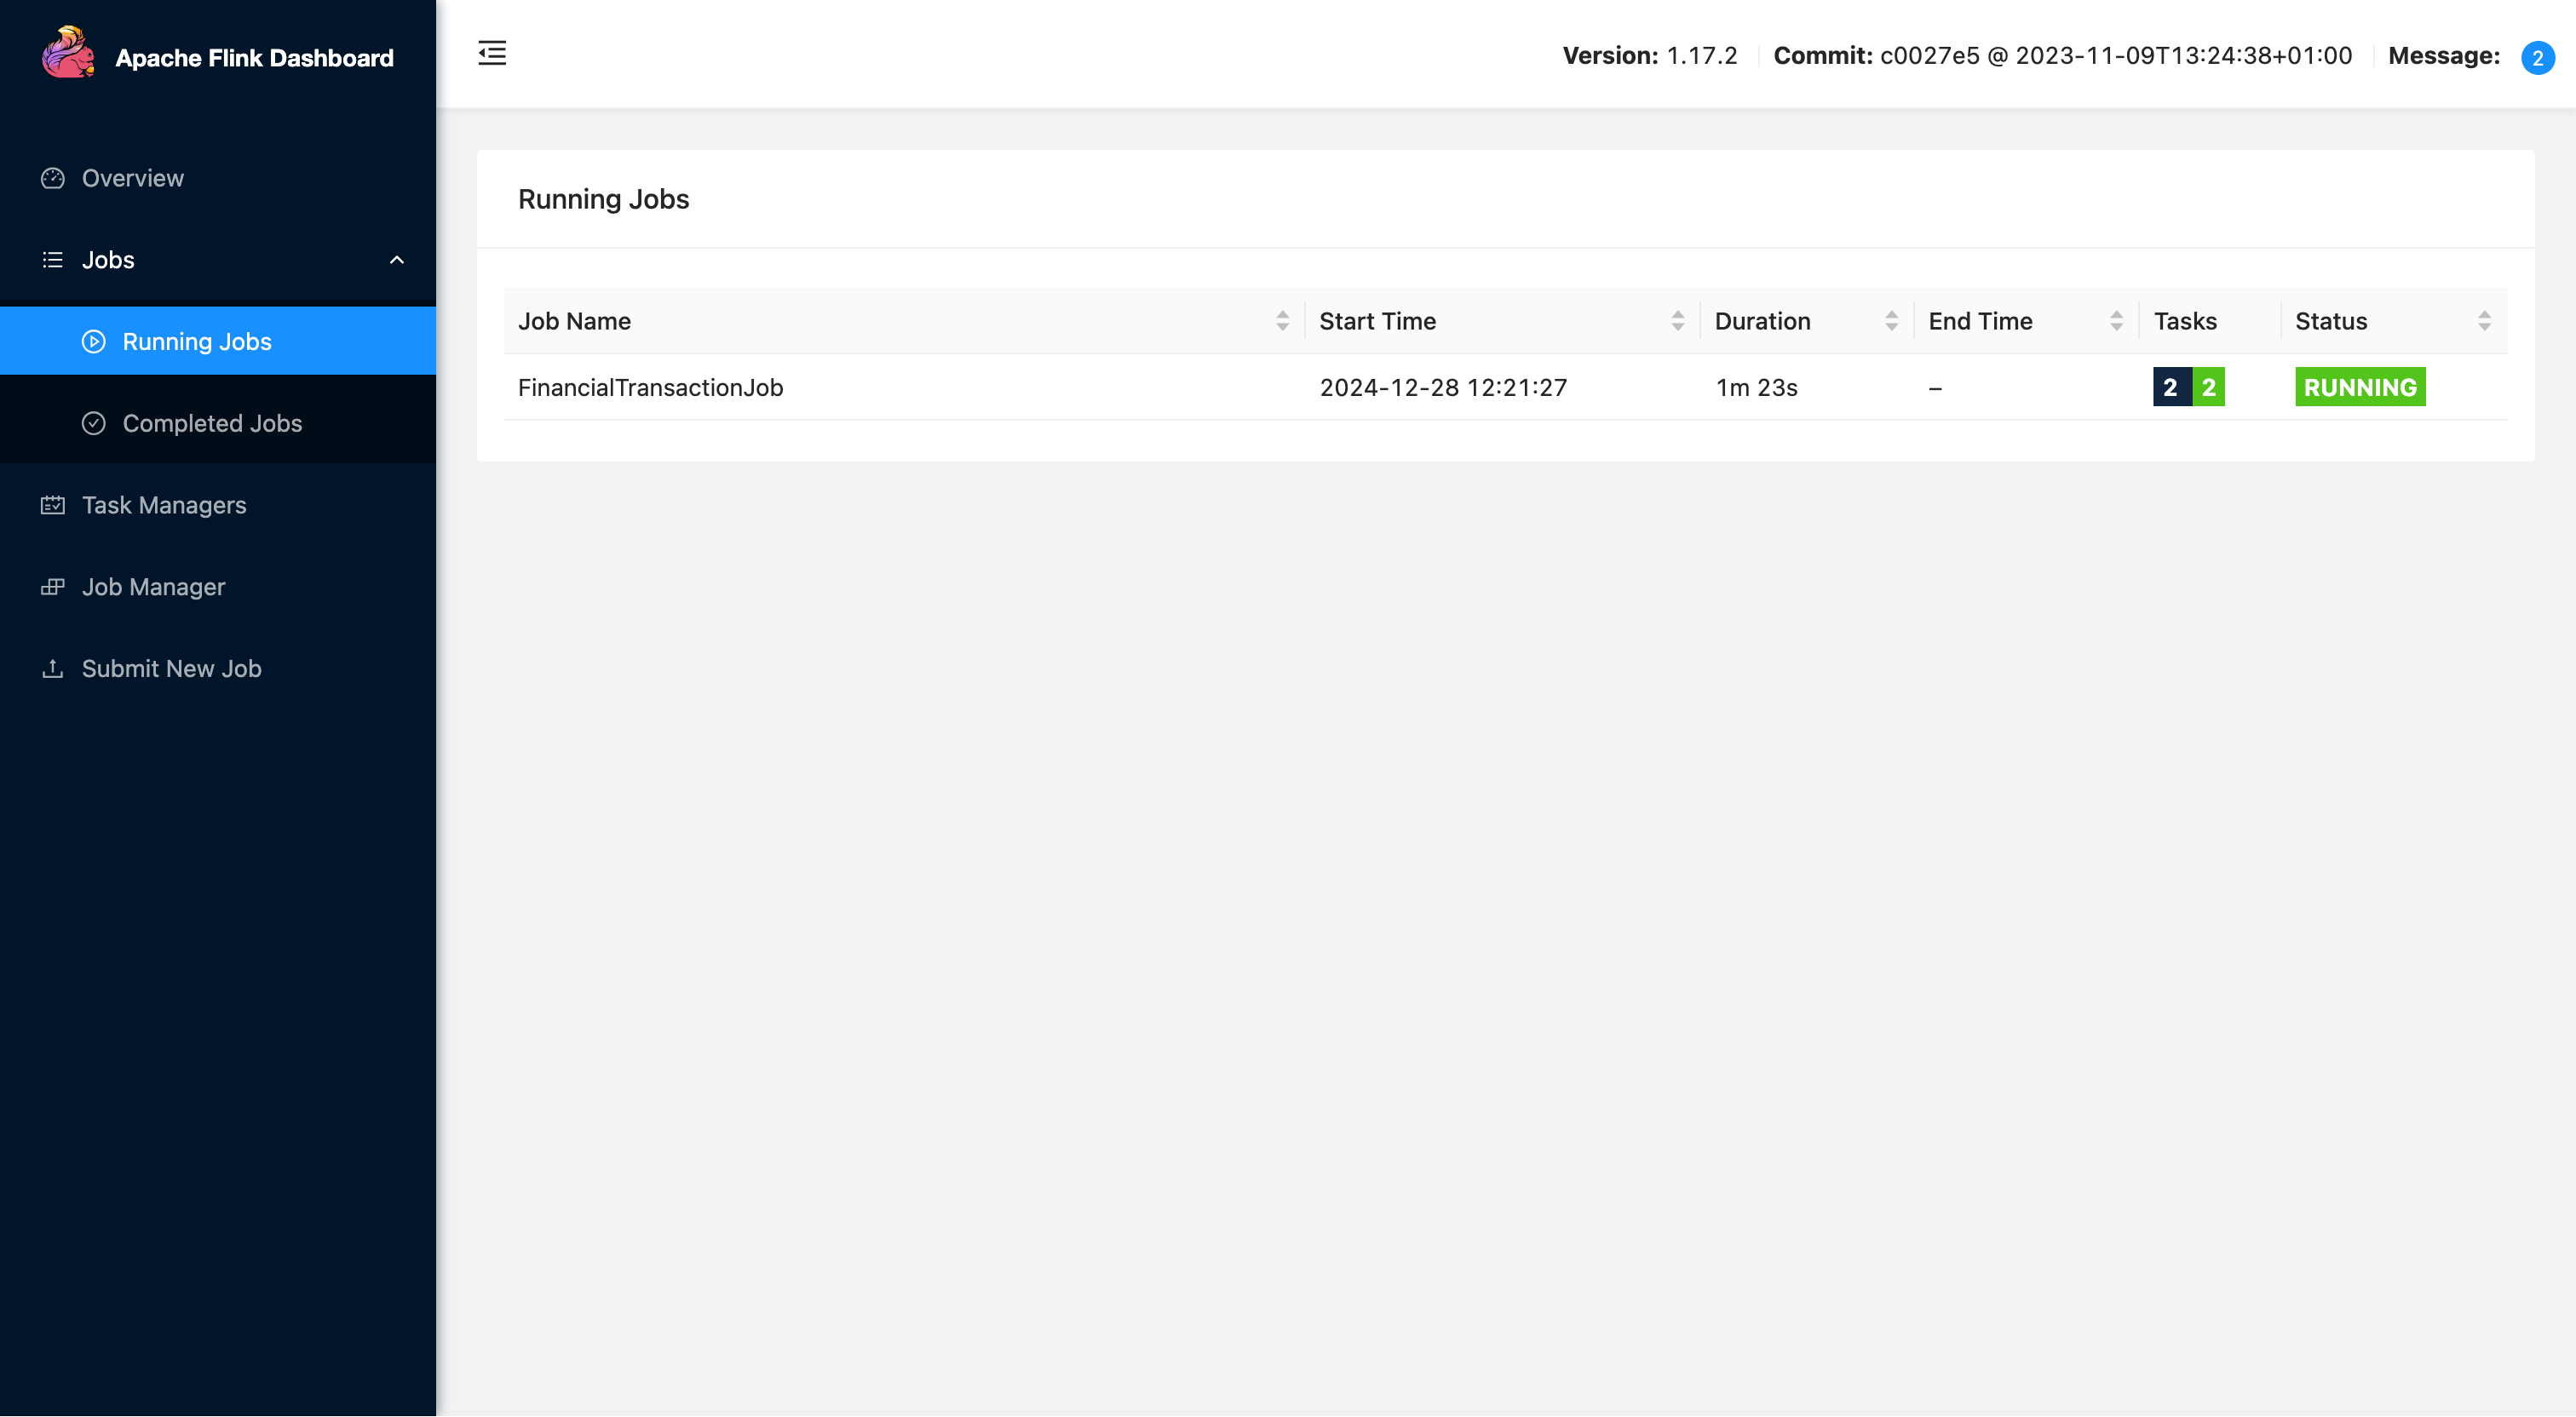 Apache Flink Dashboard
Version: 1.17.2 Commit: c0027e5 @ 2023-11-09T13:24:38+01:00 Message: 2
Overview
Jobs
Running Jobs
Completed Jobs
Task Managers
Job Manager
Submit New Job
Running Jobs
Job Name Start Time Duration End Time Tasks Status
FinancialTransactionJob 2024-12-28 12:21:27 1m 23s – 2 2 RUNNING